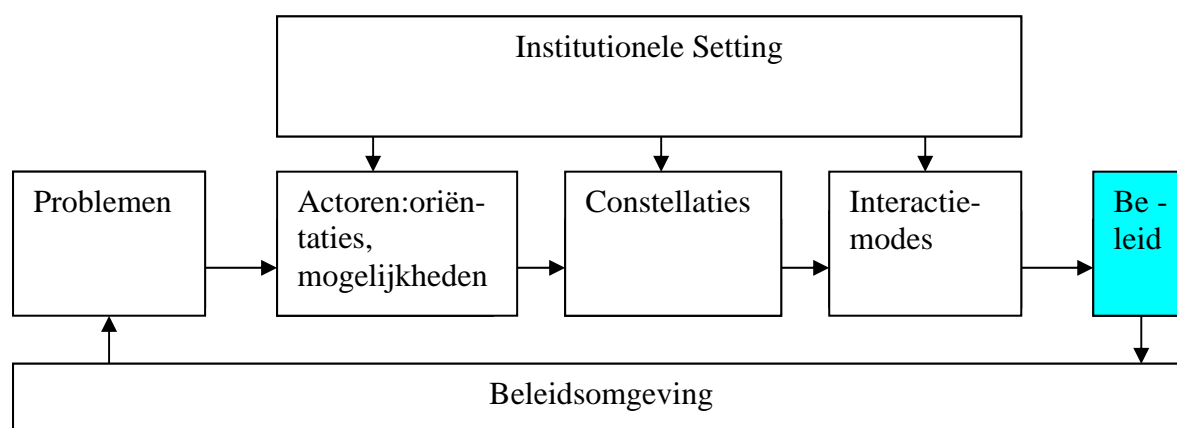 Institutionele Setting
Problemen
Actoren:oriën-
taties,
mogelijkheden
Constellaties
Interactie-
modes
Be -
leid
Beleidsomgeving